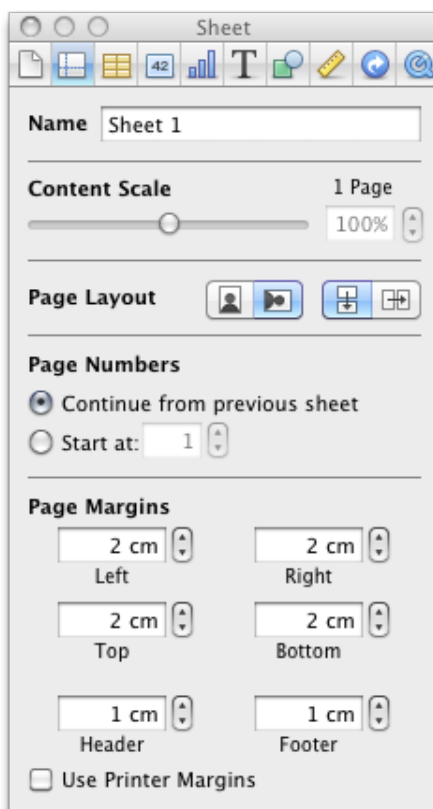 Sheet
42
T
Name Sheet 1
Content Scale 1 Page
100%
Page Layout
Page Numbers
Continue from previous sheet
Start at: 1
Page Margins
2 cm 2 cm
Left Right
2 cm 2 cm
Top Bottom
1 cm 1 cm
Header Footer
Use Printer Margins